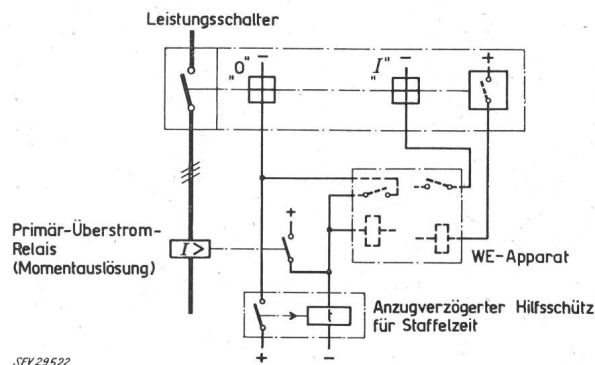 Leistungsschalter
"0" −
"I" −
+
Primär-Überstrom-
Relais
(Momentauslösung)
I>
+
WE-Apparat
Anzugverzögerter Hilfsschütz
für Staffelzeit
t
+ −
SEV 29522